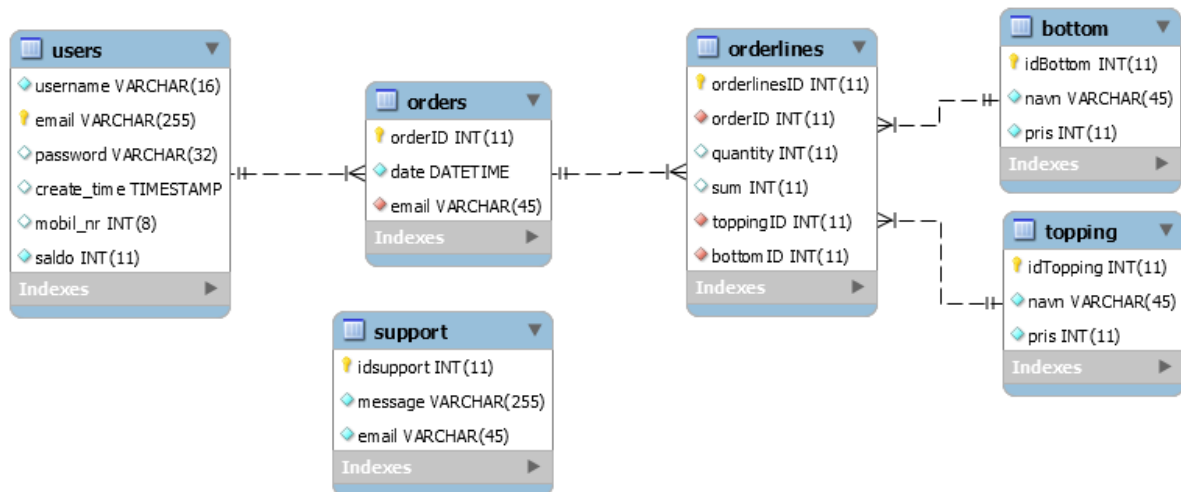 users
username VARCHAR(16)
email VARCHAR(255)
password VARCHAR(32)
create_time TIMESTAMP
mobil_nr INT(8)
saldo INT(11)
Indexes
orders
orderID INT(11)
date DATETIME
email VARCHAR(45)
Indexes
support
idsupport INT(11)
message VARCHAR(255)
email VARCHAR(45)
Indexes
orderlines
orderlinesID INT(11)
orderID INT(11)
quantity INT(11)
sum INT(11)
toppingID INT(11)
bottomID INT(11)
Indexes
bottom
idBottom INT(11)
navn VARCHAR(45)
pris INT(11)
Indexes
topping
idTopping INT(11)
navn VARCHAR(45)
pris INT(11)
Indexes